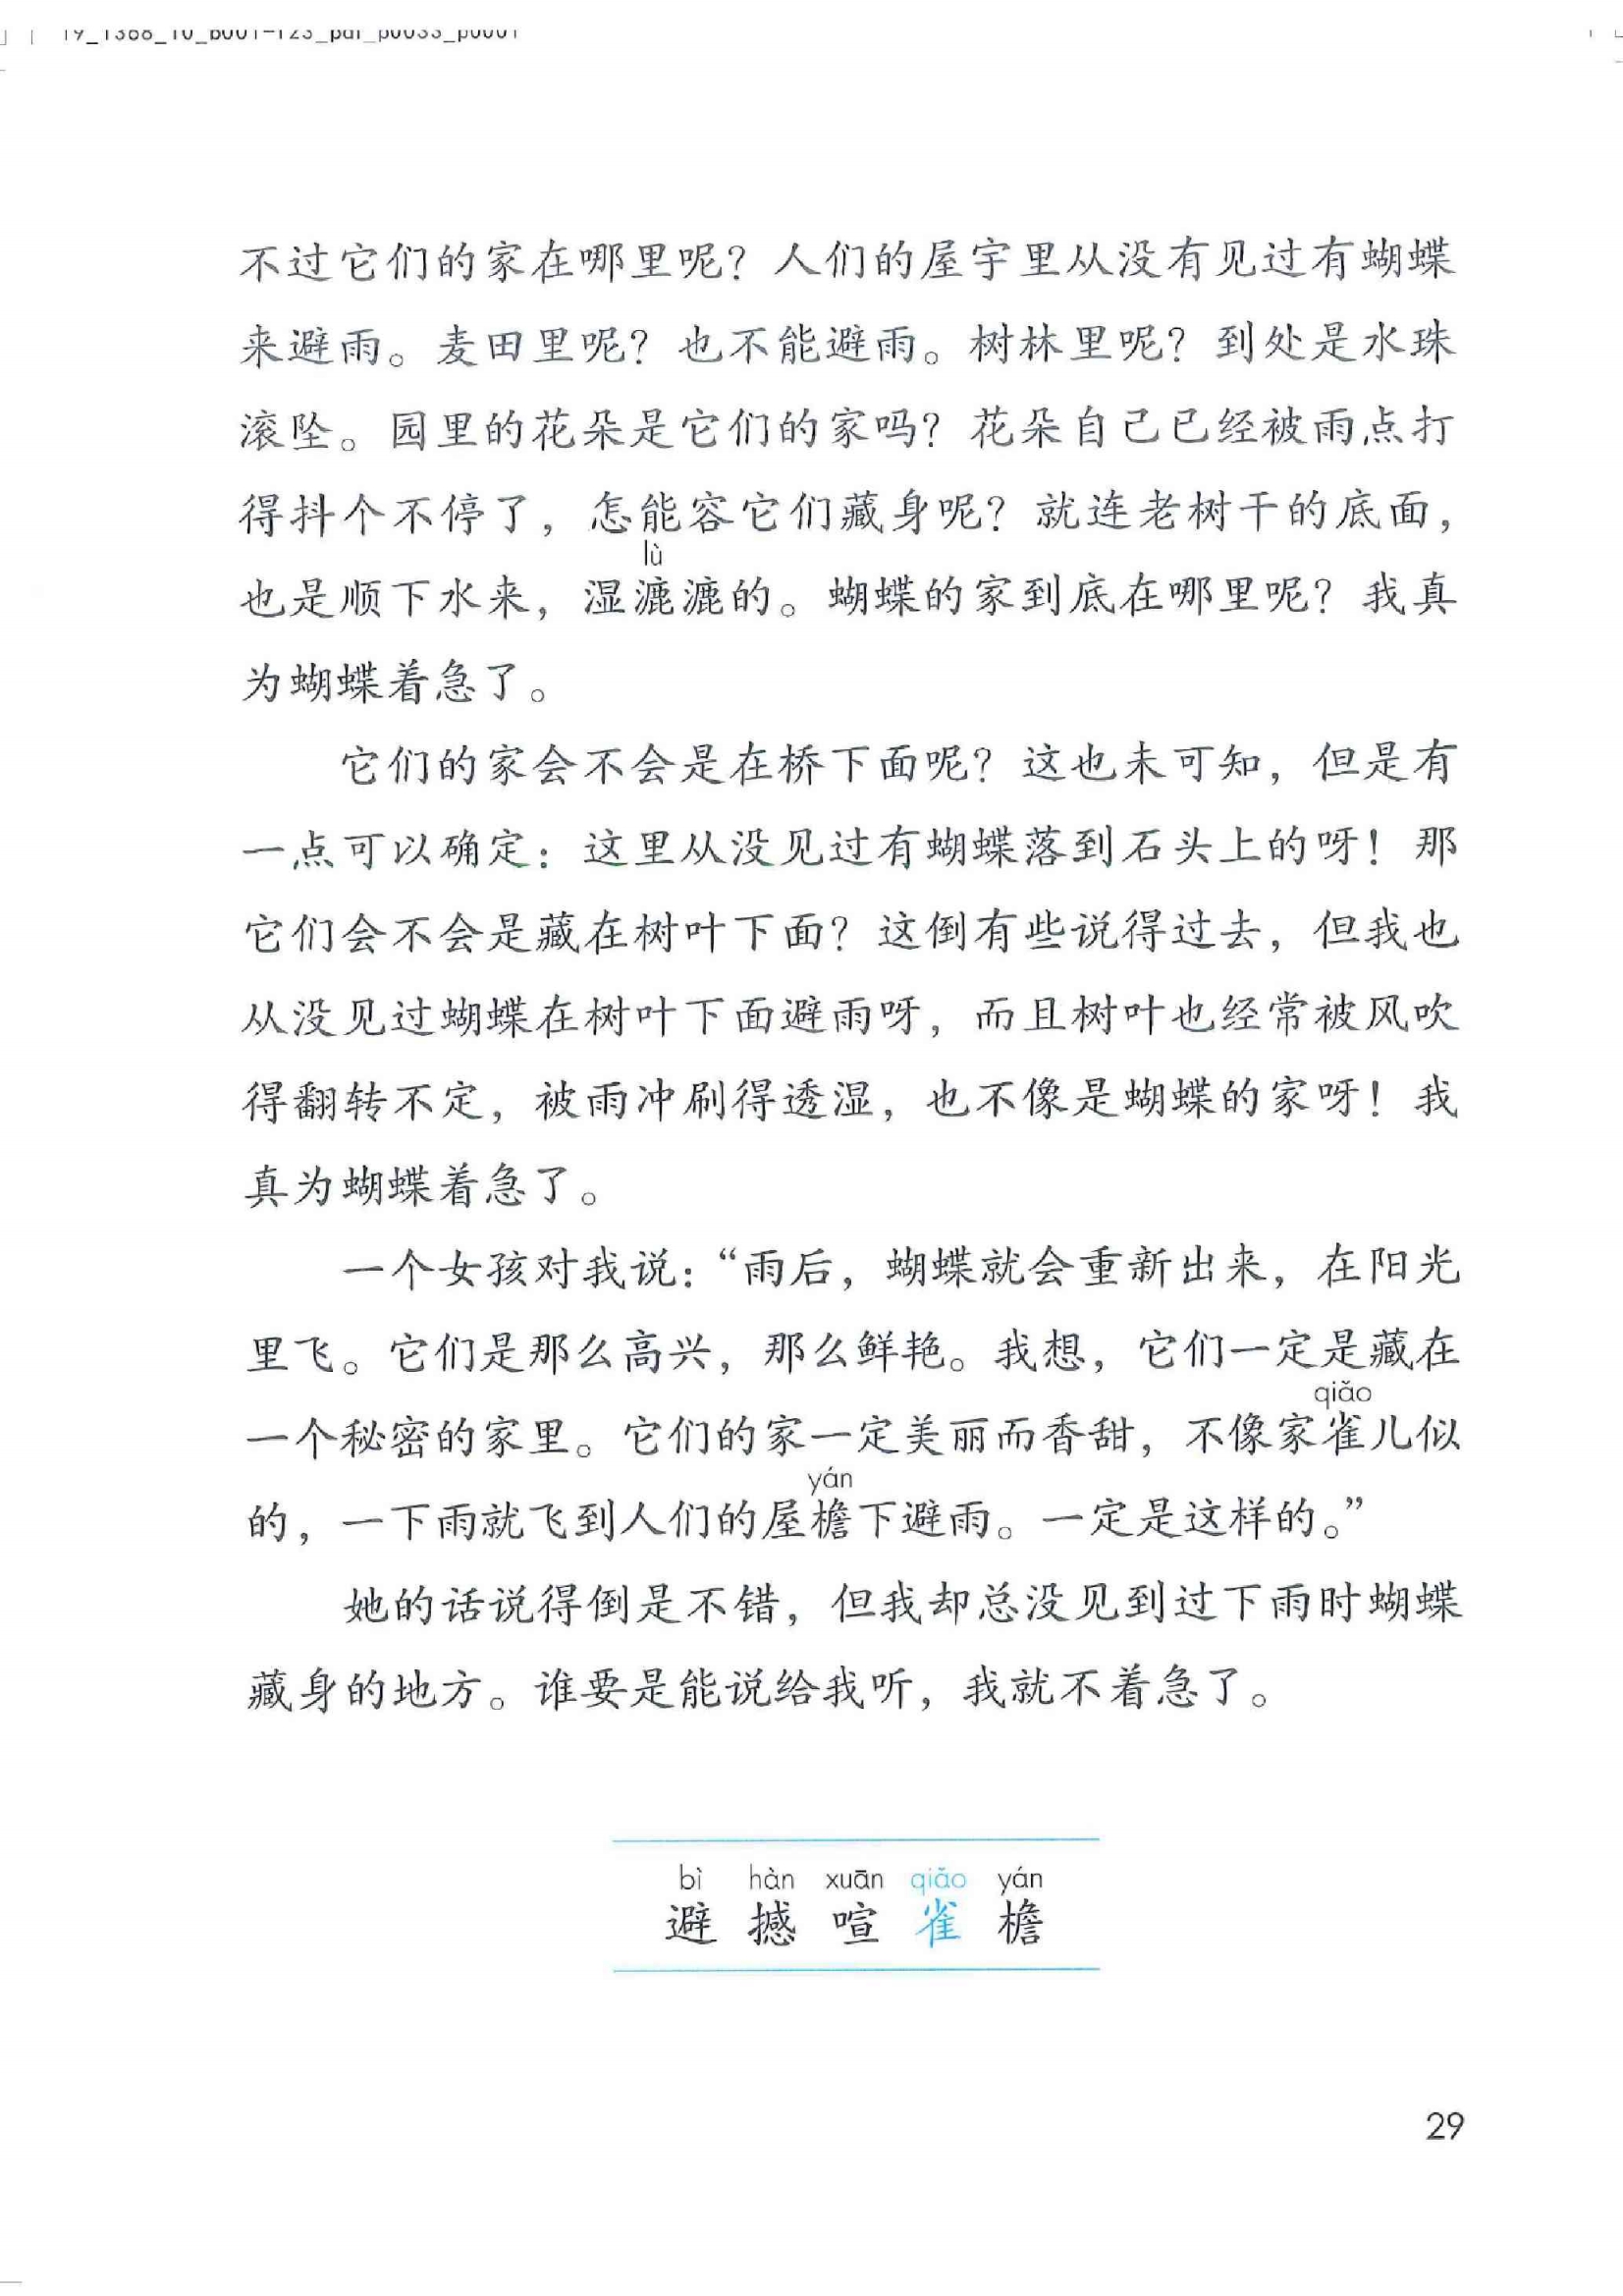 不过它们的家在哪里呢？人们的屋宇里从没有见过有蝴蝶
来避雨。麦田里呢？也不能避雨。树林里呢？到处是水珠
滚坠。园里的花朵是它们的家吗？花朵自己已经被雨点打
得抖个不停了，怎能容它们藏身呢？就连老树干的底面，
lù
也是顺下水来，湿漉漉的。蝴蝶的家到底在哪里呢？我真
为蝴蝶着急了。
它们的家会不会是在桥下面呢？这也未可知，但是有
一点可以确定：这里从没见过有蝴蝶落到石头上的呀！那
它们会不会是藏在树叶下面？这倒有些说得过去，但我也
从没见过蝴蝶在树叶下面避雨呀，而且树叶也经常被风吹
得翻转不定，被雨冲刷得透湿，也不像是蝴蝶的家呀！我
真为蝴蝶着急了。
一个女孩对我说：“雨后，蝴蝶就会重新出来，在阳光
里飞。它们是那么高兴，那么鲜艳。我想，它们一定是藏在
qiǎo
一个秘密的家里。它们的家一定美丽而香甜，不像家雀儿似
yán
的，一下雨就飞到人们的屋檐下避雨。一定是这样的。”
她的话说得倒是不错，但我却总没见到过下雨时蝴蝶
藏身的地方。谁要是能说给我听，我就不着急了。
bì hàn xuān qiǎo yán
避 撼 喧 雀 檐
29